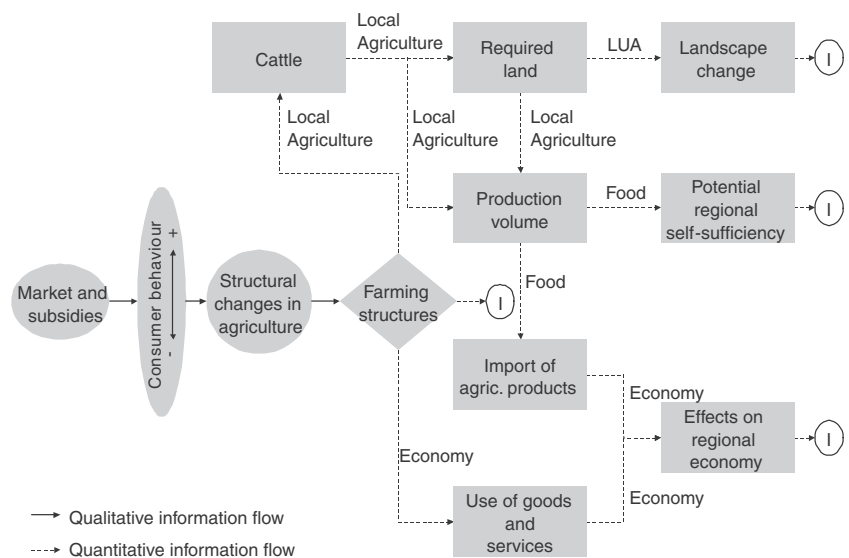 Local
Agriculture
Cattle
Required
land
LUA
Landscape
change
I
Local
Agriculture
Local
Agriculture
Local
Agriculture
Production
volume
Food
Potential
regional
self-sufficiency
I
Market and
subsidies
Consumer behaviour
+
-
Structural
changes in
agriculture
Farming
structures
I
Food
Import of
agric. products
Economy
Effects on
regional
economy
I
Economy
Use of goods
and
services
Economy
Qualitative information flow
Quantitative information flow